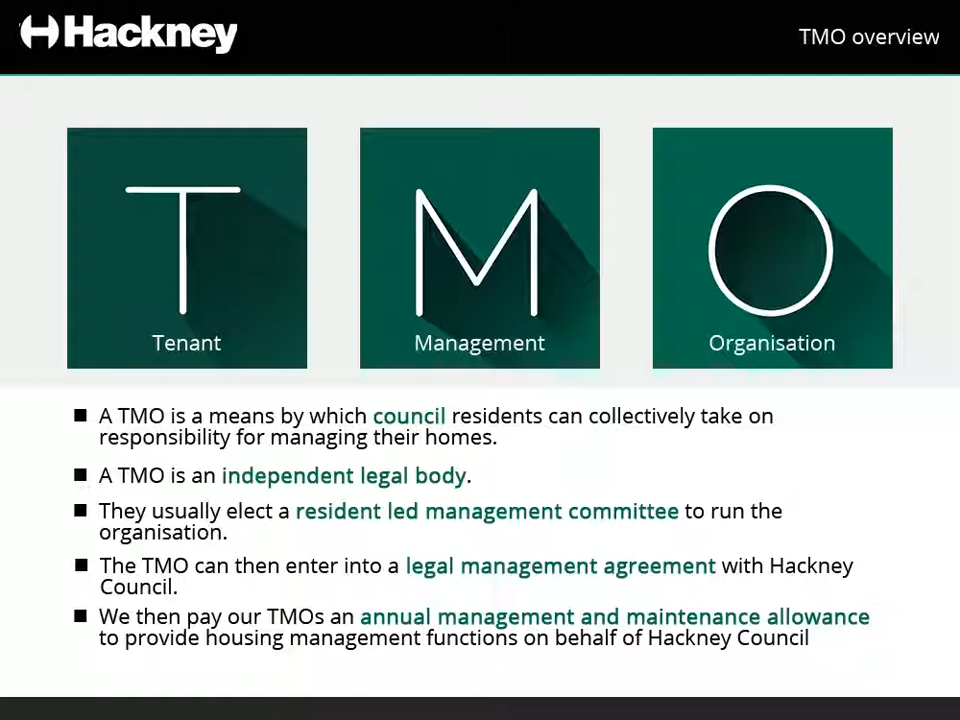 Hackney
TMO overview
T M O
Tenant Management Organisation
■ A TMO is a means by which council residents can collectively take on
responsibility for managing their homes.
■ A TMO is an independent legal body.
■ They usually elect a resident led management committee to run the
organisation.
■ The TMO can then enter into a legal management agreement with Hackney
Council.
■ We then pay our TMOs an annual management and maintenance allowance
to provide housing management functions on behalf of Hackney Council